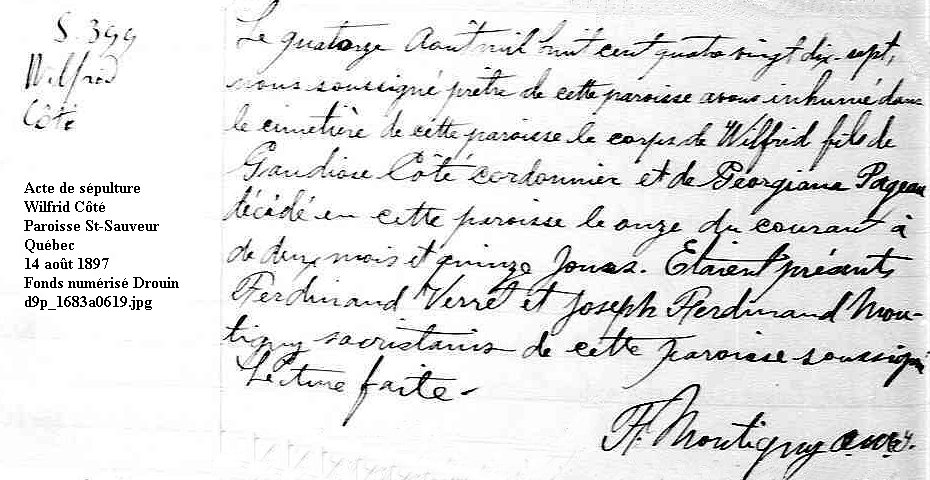 S. 399
Wilfrid
Côté
Acte de sépulture
Wilfrid Côté
Paroisse St-Sauveur
Québec
14 août 1897
Fonds numérisé Drouin
d9p_1683a0619.jpg
Le quatorze Aout mil huit cent quatre vingt dix-sept,
nous soussigné prêtre de cette paroisse avons inhumé dans
le cimetière de cette paroisse le corps de Wilfrid fils de
Gaudiose Côté cordonnier et de Georgiana Pageau
décédé en cette paroisse le onze du courant à
de deux mois et quinze Jours. Etaient présents
Ferdinand Verret et Joseph Ferdinand Mon-
tigny sacristains de cette paroisse soussigné
Lecture faite -
F. Montigny